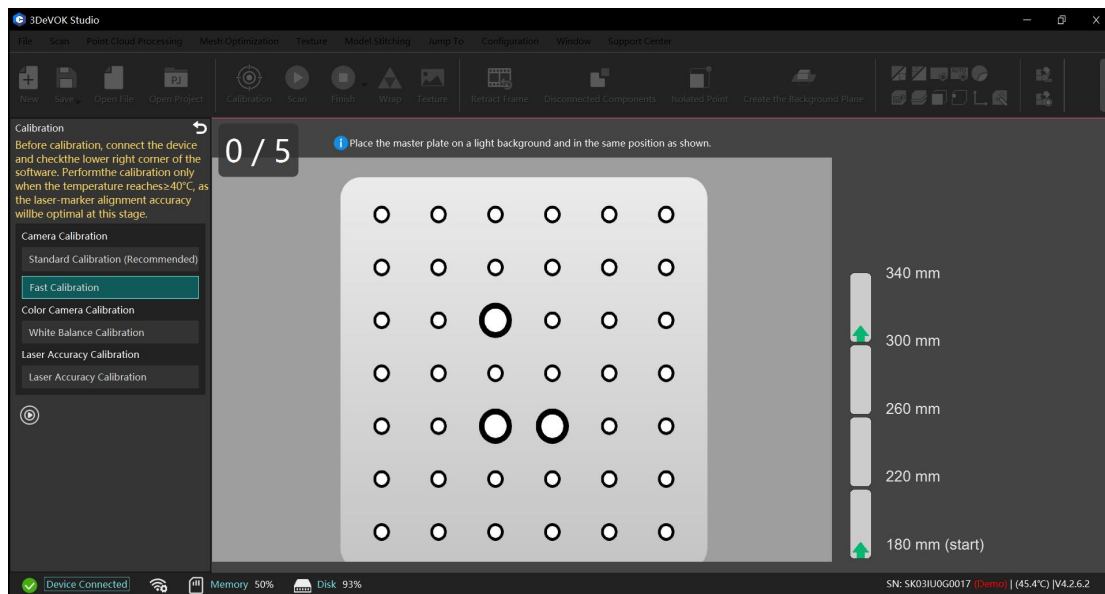 3DeVOK Studio
File Scan Point Cloud Processing Mesh Optimization Texture Model Stitching Jump To Configuration Window Support Center
PJ
New Save Open File Open Project Calibration Scan Finish Wrap Texture Retract Frame Disconnected Components Isolated Point Create the Background Plane
Calibration
Before calibration, connect the device
and checkthe lower right corner of the
software. Performthe calibration only
when the temperature reaches≥40°C, as
the laser-marker alignment accuracy
willbe optimal at this stage.
Camera Calibration
Standard Calibration (Recommended)
Fast Calibration
Color Camera Calibration
White Balance Calibration
Laser Accuracy Calibration
Laser Accuracy Calibration
0 / 5
Place the master plate on a light background and in the same position as shown.
340 mm
300 mm
260 mm
220 mm
180 mm (start)
Device Connected Memory 50% Disk 93% SN: SK03IU0G0017 (Demo) | (45.4°C) |V4.2.6.2